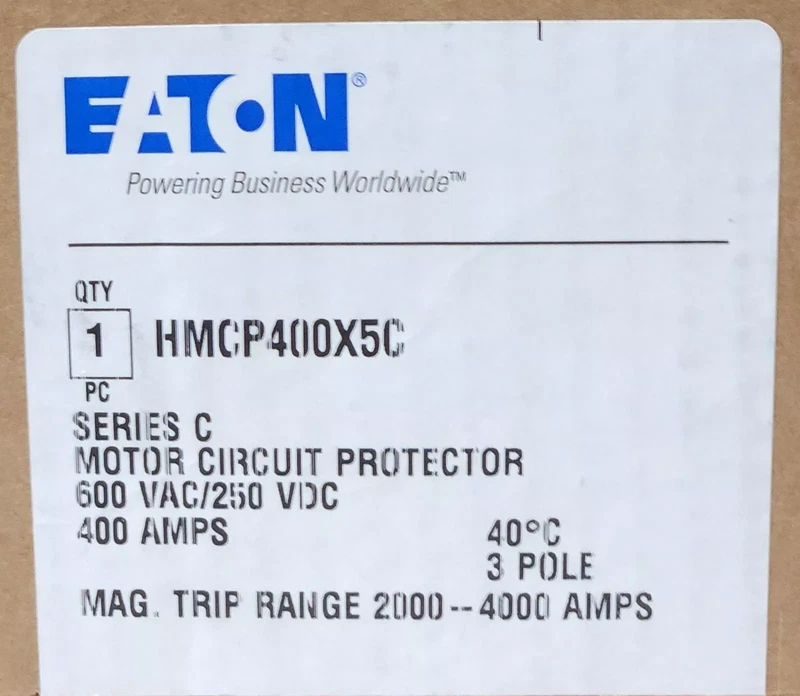 EATON®
Powering Business Worldwide™
QTY
1 HMCP400X5C
PC
SERIES C
MOTOR CIRCUIT PROTECTOR
600 VAC/250 VDC
400 AMPS 40°C
3 POLE
MAG. TRIP RANGE 2000--4000 AMPS